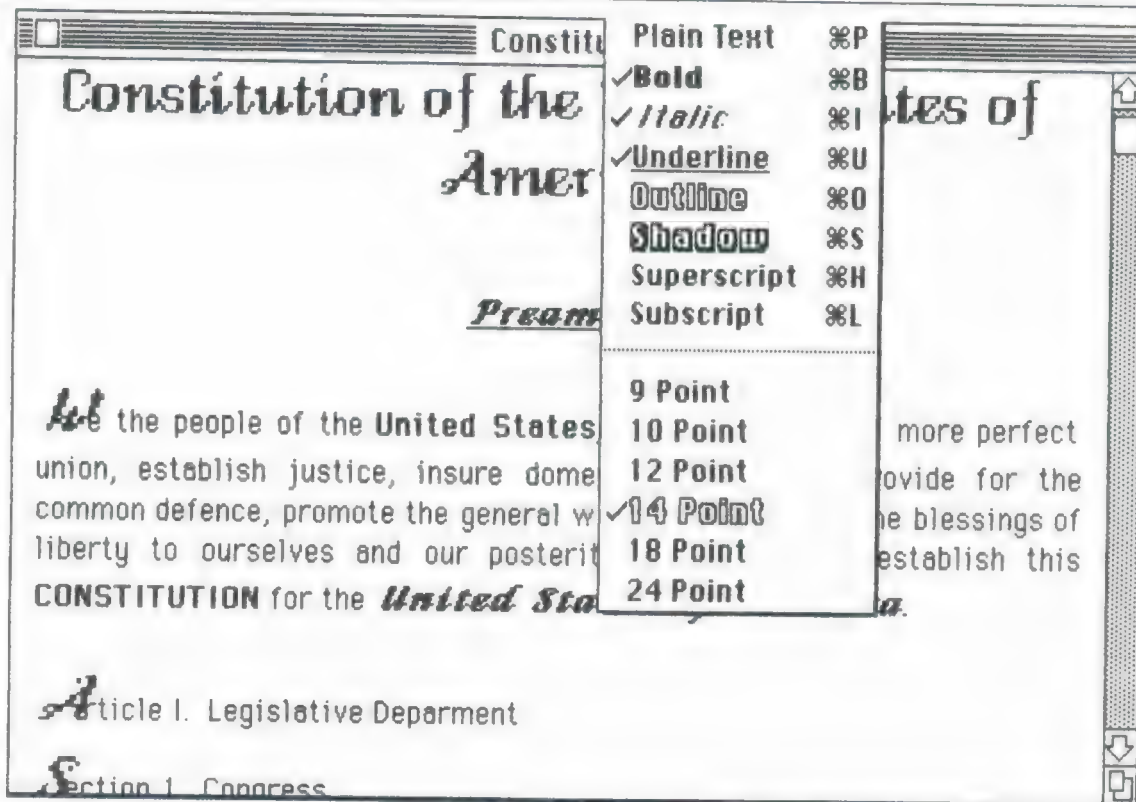 Constitu
Plain Text ⌘P
✓Bold ⌘B
✓Italic ⌘I
✓Underline ⌘U
Outline ⌘O
Shadow ⌘S
Superscript ⌘H
Subscript ⌘L
9 Point
10 Point
12 Point
✓14 Point
18 Point
24 Point
Constitution of the tes of
Amer
Pream
We the people of the United States, more perfect
union, establish justice, insure dome ovide for the
common defence, promote the general w he blessings of
liberty to ourselves and our posterit establish this
CONSTITUTION for the United Sta a.
Article I. Legislative Deparment
Section 1. Congress